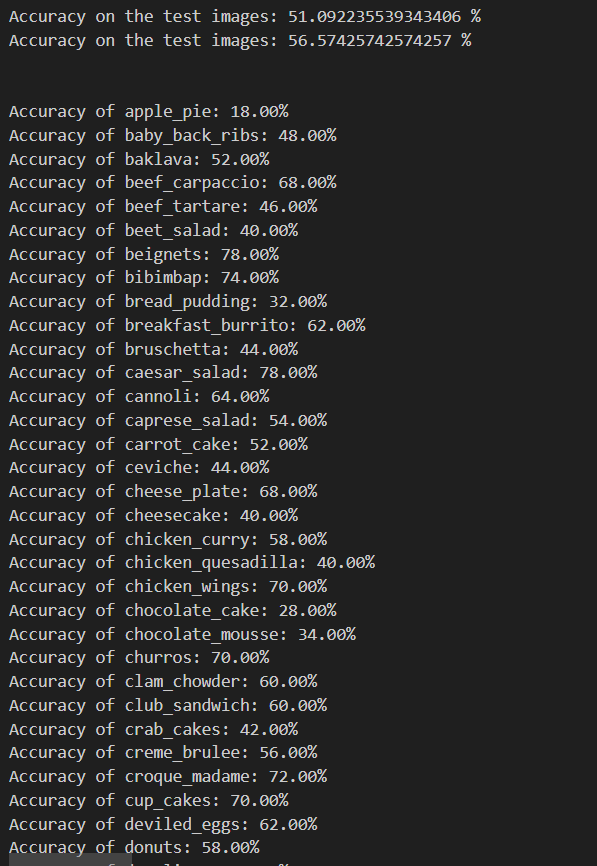 Accuracy on the test images: 51.092235539343406 %
Accuracy on the test images: 56.57425742574257 %
Accuracy of apple_pie: 18.00%
Accuracy of baby_back_ribs: 48.00%
Accuracy of baklava: 52.00%
Accuracy of beef_carpaccio: 68.00%
Accuracy of beef_tartare: 46.00%
Accuracy of beet_salad: 40.00%
Accuracy of beignets: 78.00%
Accuracy of bibimbap: 74.00%
Accuracy of bread_pudding: 32.00%
Accuracy of breakfast_burrito: 62.00%
Accuracy of bruschetta: 44.00%
Accuracy of caesar_salad: 78.00%
Accuracy of cannoli: 64.00%
Accuracy of caprese_salad: 54.00%
Accuracy of carrot_cake: 52.00%
Accuracy of ceviche: 44.00%
Accuracy of cheese_plate: 68.00%
Accuracy of cheesecake: 40.00%
Accuracy of chicken_curry: 58.00%
Accuracy of chicken_quesadilla: 40.00%
Accuracy of chicken_wings: 70.00%
Accuracy of chocolate_cake: 28.00%
Accuracy of chocolate_mousse: 34.00%
Accuracy of churros: 70.00%
Accuracy of clam_chowder: 60.00%
Accuracy of club_sandwich: 60.00%
Accuracy of crab_cakes: 42.00%
Accuracy of creme_brulee: 56.00%
Accuracy of croque_madame: 72.00%
Accuracy of cup_cakes: 70.00%
Accuracy of deviled_eggs: 62.00%
Accuracy of donuts: 58.00%